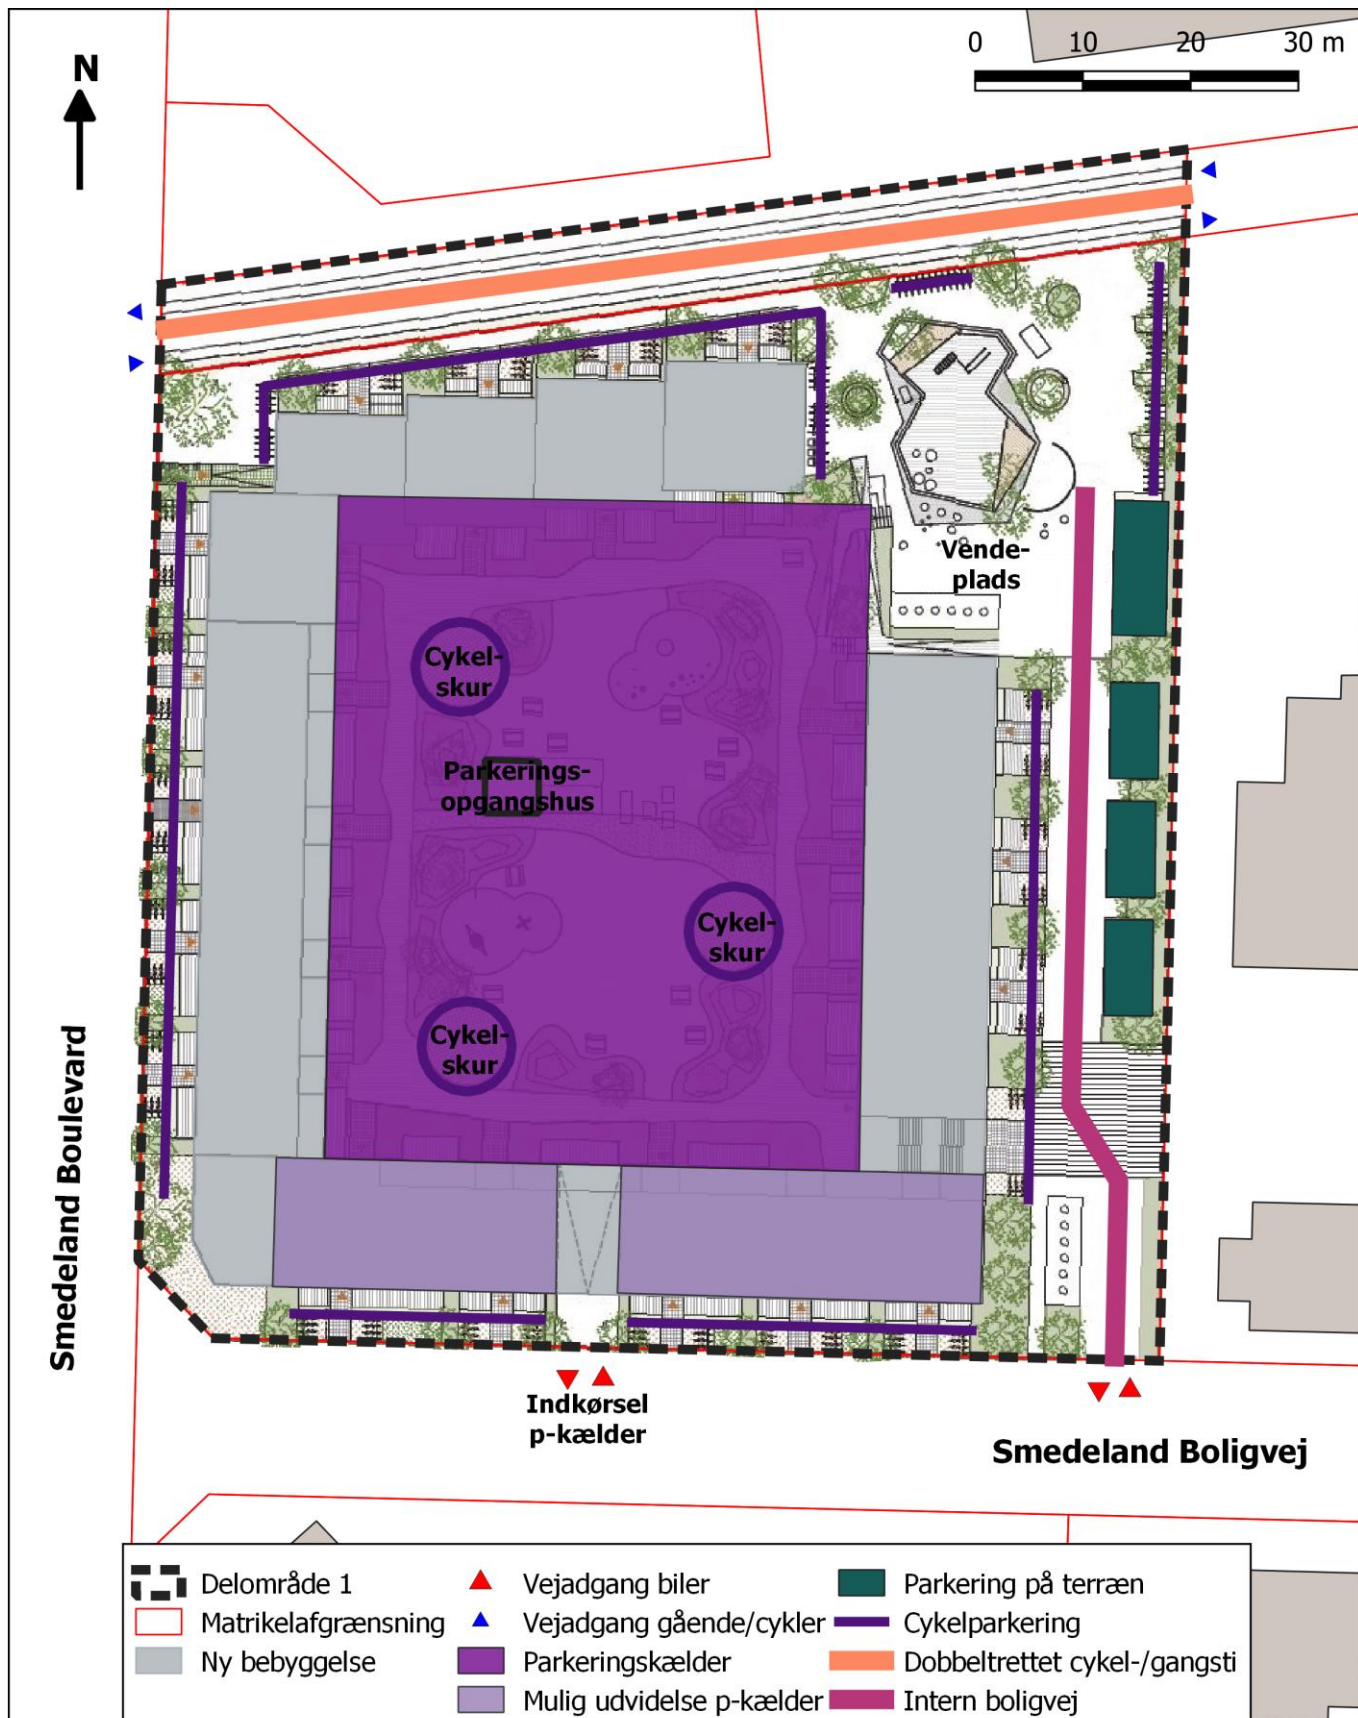 N
0 10 20 30 m
Vende-
plads
Cykel-
skur
Parkerings-
opgangshus
Cykel-
skur
Cykel-
skur
Smedeland Boulevard
Indkørsel
p-kælder
Smedeland Boligvej
Delområde 1
Matrikelafgrænsning
Ny bebyggelse
Vejadgang biler
Vejadgang gående/cykler
Parkeringskælder
Mulig udvidelse p-kælder
Parkering på terræn
Cykelparkering
Dobbeltrettet cykel-/gangsti
Intern boligvej